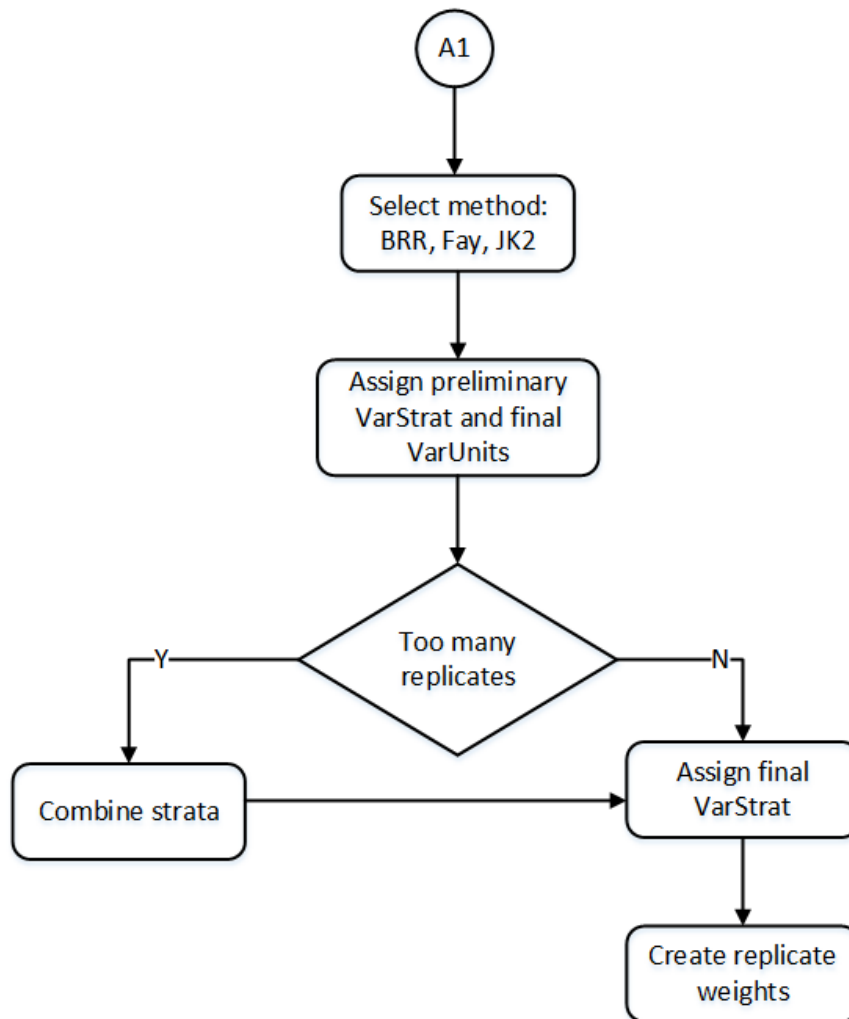 A1
Select method:
BRR, Fay, JK2
Assign preliminary
VarStrat and final
VarUnits
Too many
replicates
Y
N
Combine strata
Assign final
VarStrat
Create replicate
weights